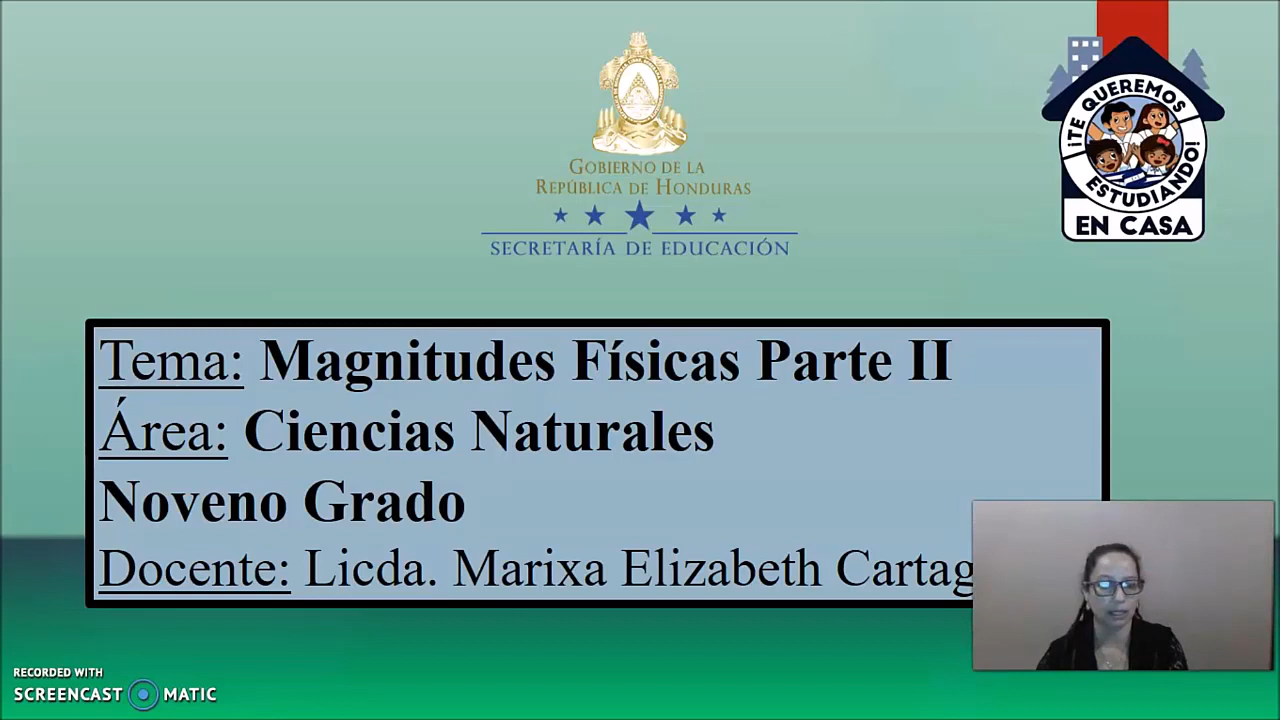 GOBIERNO DE LA
REPÚBLICA DE HONDURAS
SECRETARÍA DE EDUCACIÓN
¡TE QUEREMOS
ESTUDIANDO!
EN CASA
Tema: Magnitudes Físicas Parte II
Área: Ciencias Naturales
Noveno Grado
Docente: Licda. Marixa Elizabeth Cartag
RECORDED WITH
SCREENCAST MATIC